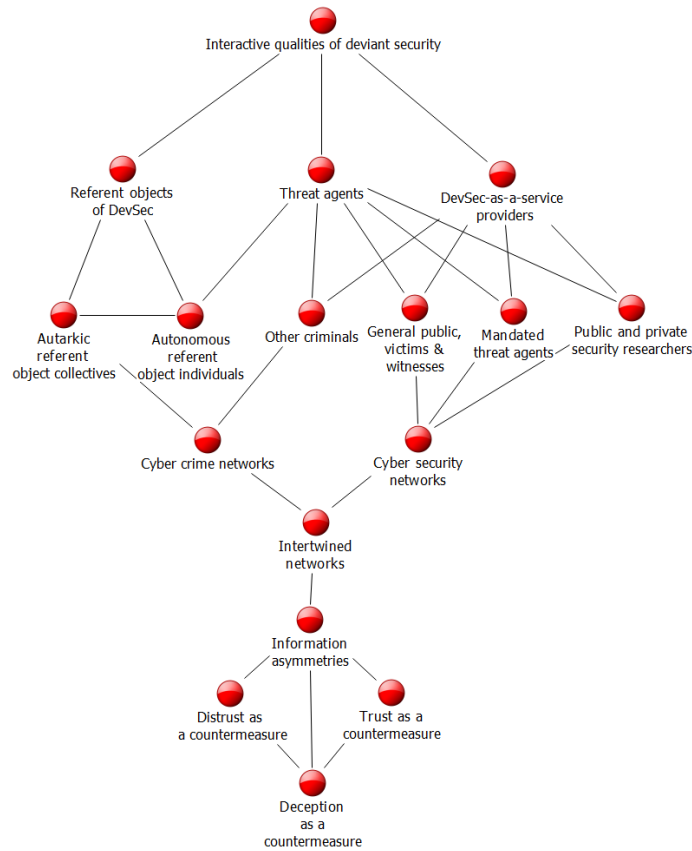 Interactive qualities of deviant security
Referent objects
of DevSec
Threat agents
DevSec-as-a-service
providers
Autarkic
referent
object collectives
Autonomous
referent
object individuals
Other criminals
General public,
victims &
witnesses
Mandated
threat agents
Public and private
security researchers
Cyber crime networks
Cyber security
networks
Intertwined
networks
Information
asymmetries
Distrust as
a countermeasure
Trust as a
countermeasure
Deception
as a
countermeasure